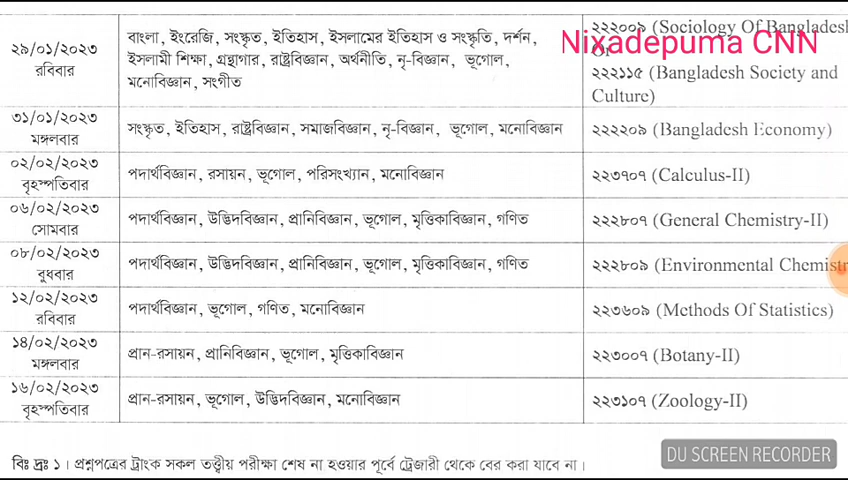 ২৯/০১/২০২৩
রবিবার
বাংলা, ইংরেজি, সংস্কৃত, ইতিহাস, ইসলামের ইতিহাস ও সংস্কৃতি, দর্শন,
ইসলামী শিক্ষা, গ্রন্থাগার, রাষ্ট্রবিজ্ঞান, অর্থনীতি, নৃ-বিজ্ঞান, ভূগোল,
মনোবিজ্ঞান, সংগীত
২২২০০৯ (Sociology Of Bangladesh
Nixadepuma CNN
Or
২২২১১৫ (Bangladesh Society and
Culture)
৩১/০১/২০২৩
মঙ্গলবার
সংস্কৃত, ইতিহাস, রাষ্ট্রবিজ্ঞান, সমাজবিজ্ঞান, নৃ-বিজ্ঞান, ভূগোল, মনোবিজ্ঞান
২২২২০৯ (Bangladesh Economy)
০২/০২/২০২৩
বৃহস্পতিবার
পদার্থবিজ্ঞান, রসায়ন, ভূগোল, পরিসংখ্যান, মনোবিজ্ঞান
২২৩৭০৭ (Calculus-II)
০৬/০২/২০২৩
সোমবার
পদার্থবিজ্ঞান, উদ্ভিদবিজ্ঞান, প্রানিবিজ্ঞান, ভূগোল, মৃত্তিকাবিজ্ঞান, গণিত
২২২৮০৭ (General Chemistry-II)
০৮/০২/২০২৩
বুধবার
পদার্থবিজ্ঞান, উদ্ভিদবিজ্ঞান, প্রানিবিজ্ঞান, ভূগোল, মৃত্তিকাবিজ্ঞান, গণিত
২২২৮০৯ (Environmental Chemistr
১২/০২/২০২৩
রবিবার
পদার্থবিজ্ঞান, ভূগোল, গণিত, মনোবিজ্ঞান
২২৩৬০৯ (Methods Of Statistics)
১৪/০২/২০২৩
মঙ্গলবার
প্রান-রসায়ন, প্রানিবিজ্ঞান, ভূগোল, মৃত্তিকাবিজ্ঞান
২২৩০০৭ (Botany-II)
১৬/০২/২০২৩
বৃহস্পতিবার
প্রান-রসায়ন, ভূগোল, উদ্ভিদবিজ্ঞান, মনোবিজ্ঞান
২২৩১০৭ (Zoology-II)
DU SCREEN RECORDER
বিঃ দ্রঃ ১। প্রশ্নপত্রের ট্রাংক সকল তত্ত্বীয় পরীক্ষা শেষ না হওয়ার পূর্বে ট্রেজারী থেকে বের করা যাবে না।